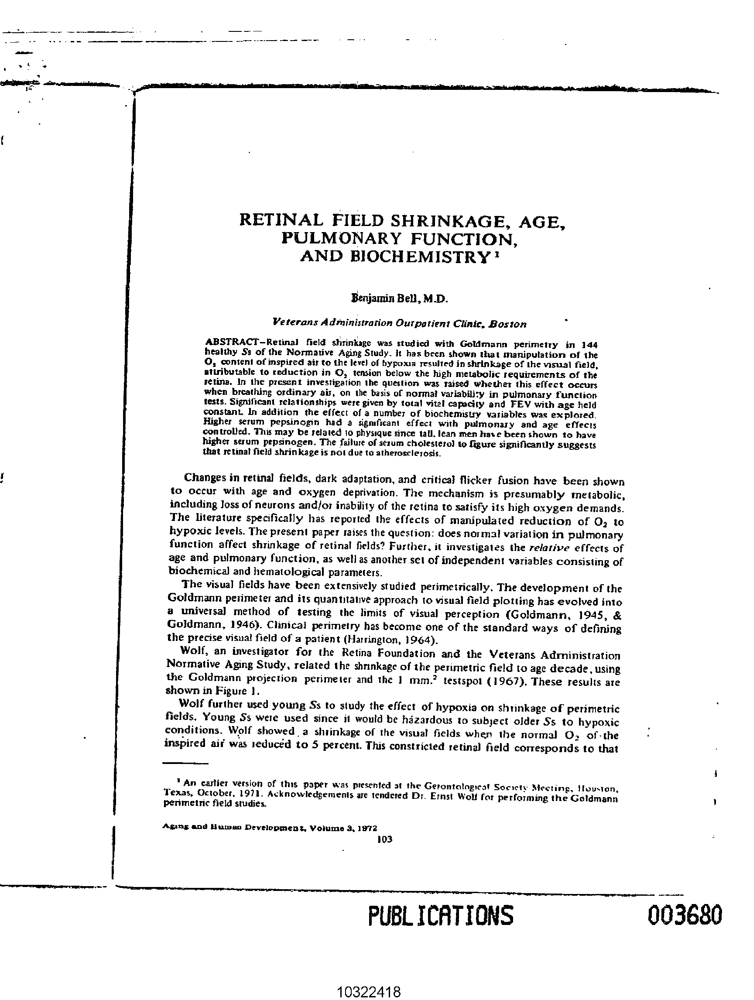 RETINAL FIELD SHRINKAGE, AGE,
PULMONARY FUNCTION,
AND BIOCHEMISTRY¹
Benjamin Bell, M.D.
Veterans Administration Outpatient Clinic, Boston
ABSTRACT–Retinal field shrinkage was studied with Goldmann perimetry in 144
healthy Ss of the Normative Aging Study. It has been shown that manipulation of the
O₂ content of inspired air to the level of hypoxia resulted in shrinkage of the visual field,
attributable to reduction in O₂ tension below the high metabolic requirements of the
retina. In the present investigation the question was raised whether this effect occurs
when breathing ordinary air, on the basis of normal variability in pulmonary function
tests. Significant relationships were given by total vital capacity and FEV with age held
constant. In addition the effect of a number of biochemistry variables was explored.
Higher serum pepsinogin had a significant effect with pulmonary and age effects
controlled. This may be related to physique since tall, lean men have been shown to have
higher serum pepsinogen. The failure of serum cholesterol to figure significantly suggests
that retinal field shrinkage is not due to atherosclerosis.
Changes in retinal fields, dark adaptation, and critical flicker fusion have been shown
to occur with age and oxygen deprivation. The mechanism is presumably metabolic,
including loss of neurons and/or inability of the retina to satisfy its high oxygen demands.
The literature specifically has reported the effects of manipulated reduction of O₂ to
hypoxic levels. The present paper raises the question: does normal variation in pulmonary
function affect shrinkage of retinal fields? Further, it investigates the relative effects of
age and pulmonary function, as well as another set of independent variables consisting of
biochemical and hematological parameters.
The visual fields have been extensively studied perimetrically. The development of the
Goldmann perimeter and its quantitative approach to visual field plotting has evolved into
a universal method of testing the limits of visual perception (Goldmann, 1945, &
Goldmann, 1946). Clinical perimetry has become one of the standard ways of defining
the precise visual field of a patient (Harrington, 1964).
Wolf, an investigator for the Retina Foundation and the Veterans Administration
Normative Aging Study, related the shrinkage of the perimetric field to age decade, using
the Goldmann projection perimeter and the 1 mm.² testspot (1967). These results are
shown in Figure 1.
Wolf further used young Ss to study the effect of hypoxia on shrinkage of perimetric
fields. Young Ss were used since it would be hazardous to subject older Ss to hypoxic
conditions. Wolf showed a shrinkage of the visual fields when the normal O₂ of the
inspired air was reduced to 5 percent. This constricted retinal field corresponds to that
¹ An earlier version of this paper was presented at the Gerontological Society Meeting, Houston,
Texas, October, 1971. Acknowledgements are tendered Dr. Ernst Wolf for performing the Goldmann
perimetric field studies.
Aging and Human Development, Volume 3, 1972
103
PUBLICATIONS 003680
10322418